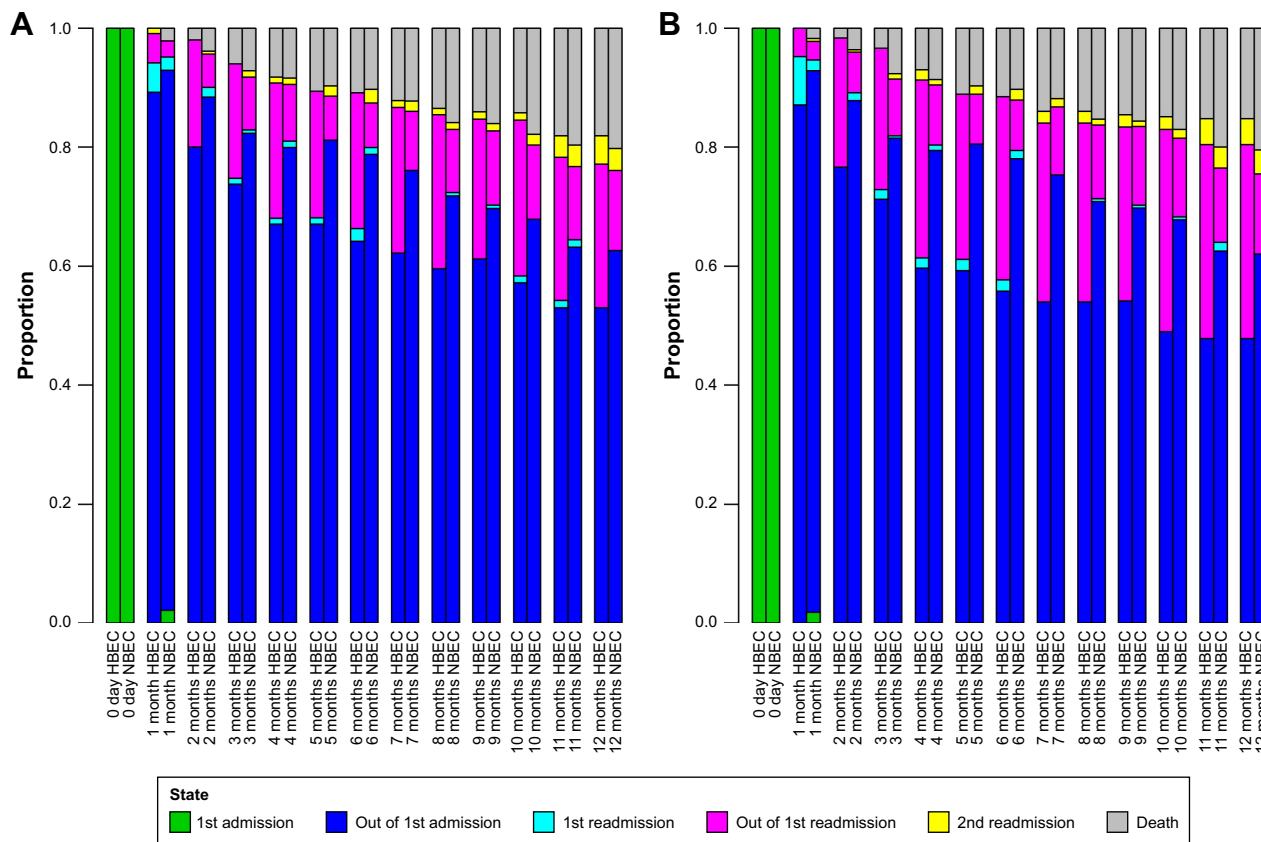 A
Proportion
1.0
0.8
0.6
0.4
0.2
0.0
0 day HBEC
0 day NBEC
1 month HBEC
1 month NBEC
2 months HBEC
2 months NBEC
3 months HBEC
3 months NBEC
4 months HBEC
4 months NBEC
5 months HBEC
5 months NBEC
6 months HBEC
6 months NBEC
7 months HBEC
7 months NBEC
8 months HBEC
8 months NBEC
9 months HBEC
9 months NBEC
10 months HBEC
10 months NBEC
11 months HBEC
11 months NBEC
12 months HBEC
12 months NBEC
B
Proportion
1.0
0.8
0.6
0.4
0.2
0.0
0 day HBEC
0 day NBEC
1 month HBEC
1 month NBEC
2 months HBEC
2 months NBEC
3 months HBEC
3 months NBEC
4 months HBEC
4 months NBEC
5 months HBEC
5 months NBEC
6 months HBEC
6 months NBEC
7 months HBEC
7 months NBEC
8 months HBEC
8 months NBEC
9 months HBEC
9 months NBEC
10 months HBEC
10 months NBEC
11 months HBEC
11 months NBEC
12 months HBEC
12 months NBEC
State
1st admission
Out of 1st admission
1st readmission
Out of 1st readmission
2nd readmission
Death